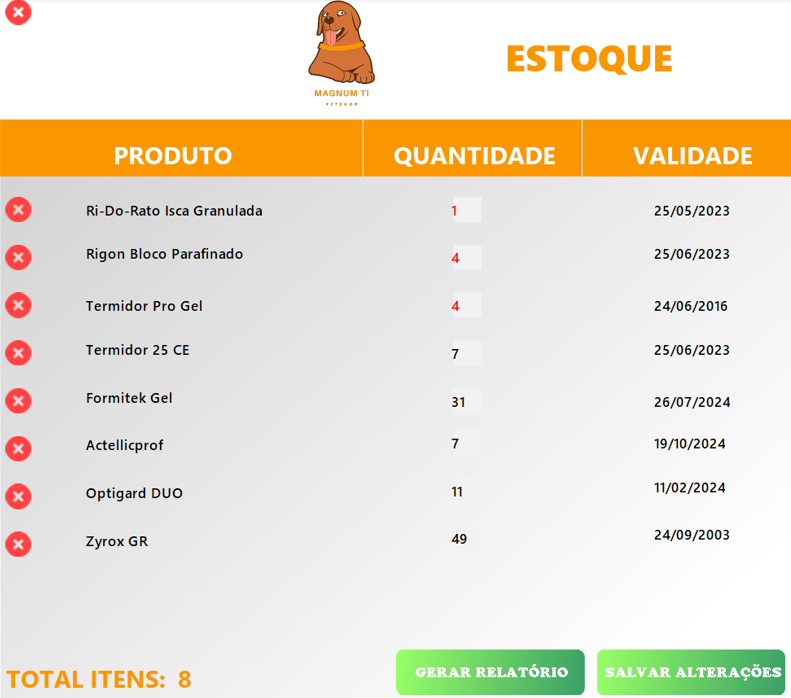 MAGNUM TI
PETSHOP
ESTOQUE
PRODUTO QUANTIDADE VALIDADE
Ri-Do-Rato Isca Granulada 1 25/05/2023
Rigon Bloco Parafinado 4 25/06/2023
Termidor Pro Gel 4 24/06/2016
Termidor 25 CE 7 25/06/2023
Formitek Gel 31 26/07/2024
Actellicprof 7 19/10/2024
Optigard DUO 11 11/02/2024
Zyrox GR 49 24/09/2003
TOTAL ITENS: 8 GERAR RELATÓRIO SALVAR ALTERAÇÕES